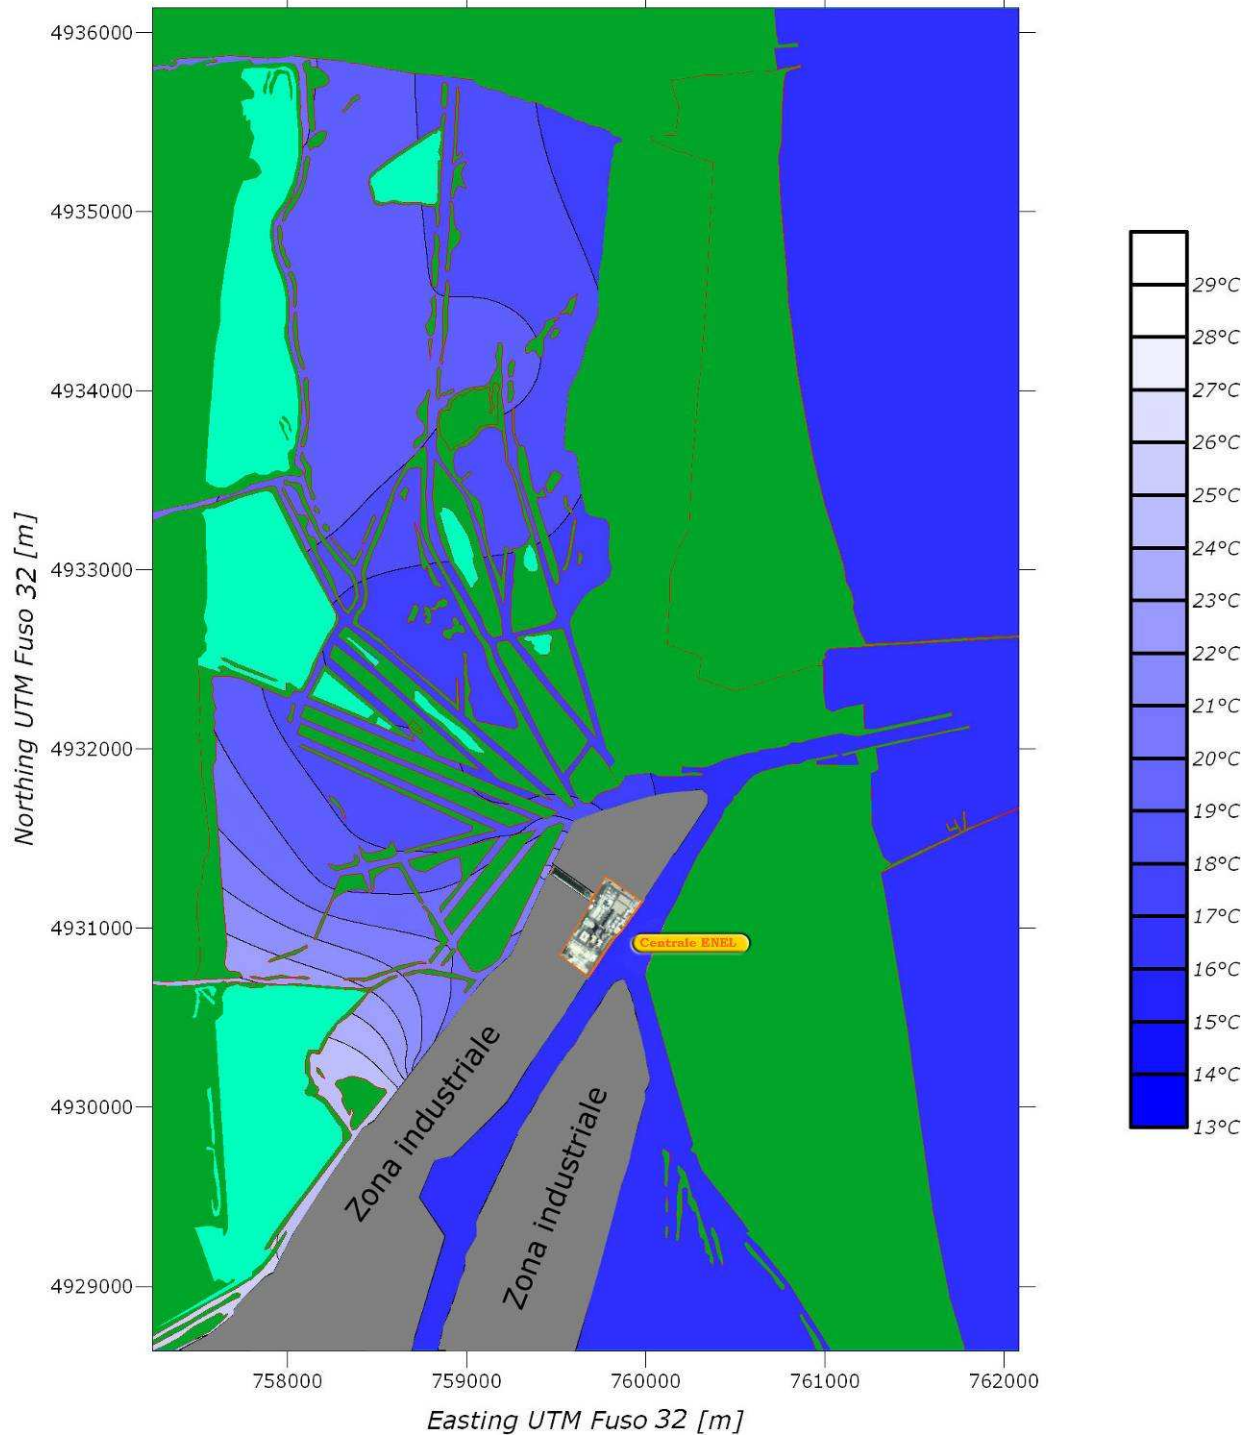 4936000
4935000
4934000
4933000
4932000
4931000
4930000
4929000
Northing UTM Fuso 32 [m]
758000
759000
760000
761000
762000
Easting UTM Fuso 32 [m]
Centrale ENEL
Zona industriale
Zona industriale
29°C
28°C
27°C
26°C
25°C
24°C
23°C
22°C
21°C
20°C
19°C
18°C
17°C
16°C
15°C
14°C
13°C